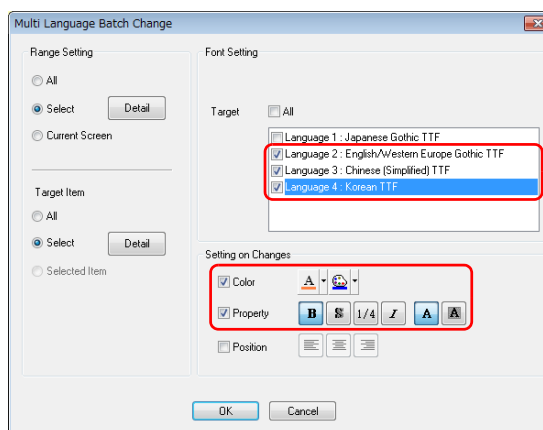 Multi Language Batch Change
Range Setting
All
Select
Detail
Current Screen
Target Item
All
Select
Detail
Selected Item
Font Setting
Target
All
Language 1 : Japanese Gothic TTF
Language 2 : English/Western Europe Gothic TTF
Language 3 : Chinese (Simplified) TTF
Language 4 : Korean TTF
Setting on Changes
Color A
Property B S 1/4 I A A
Position
OK Cancel